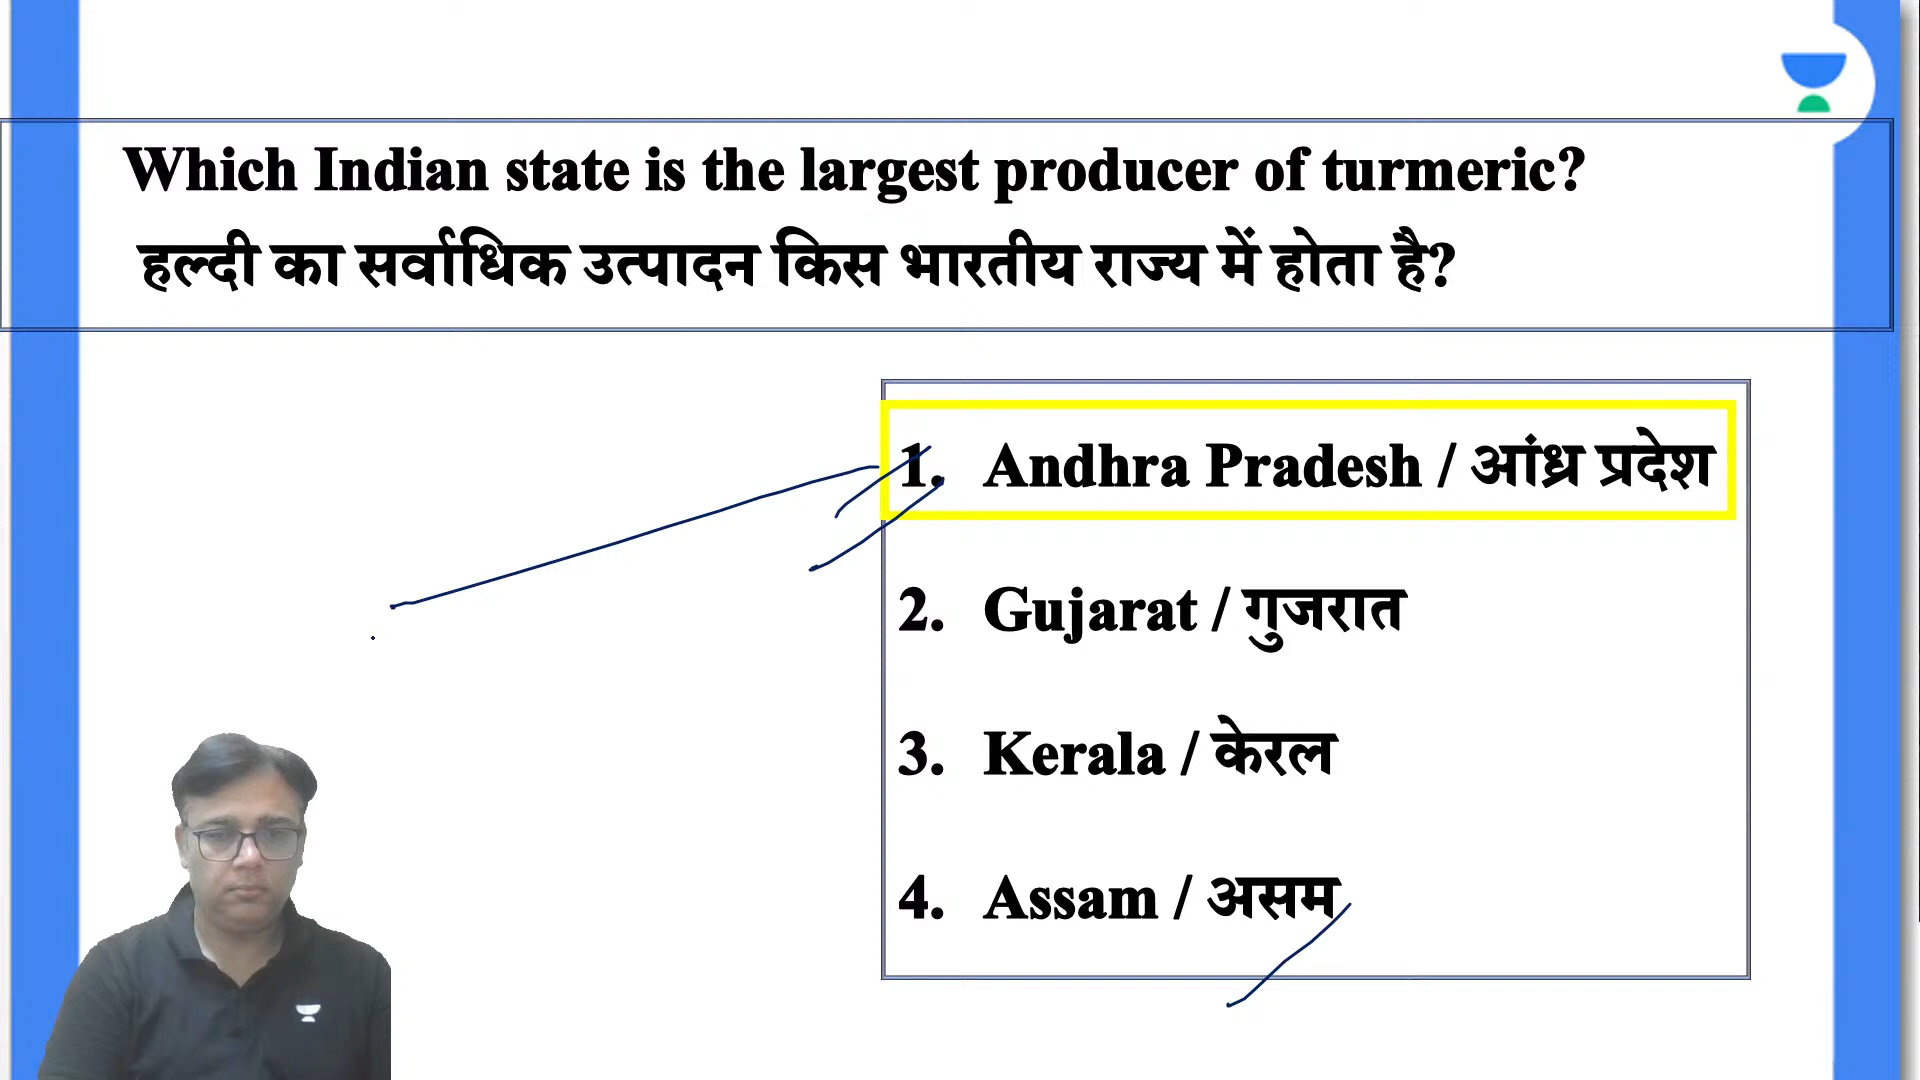 Which Indian state is the largest producer of turmeric?
हल्दी का सर्वाधिक उत्पादन किस भारतीय राज्य में होता है?
1. Andhra Pradesh / आंध्र प्रदेश
2. Gujarat / गुजरात
3. Kerala / केरल
4. Assam / असम